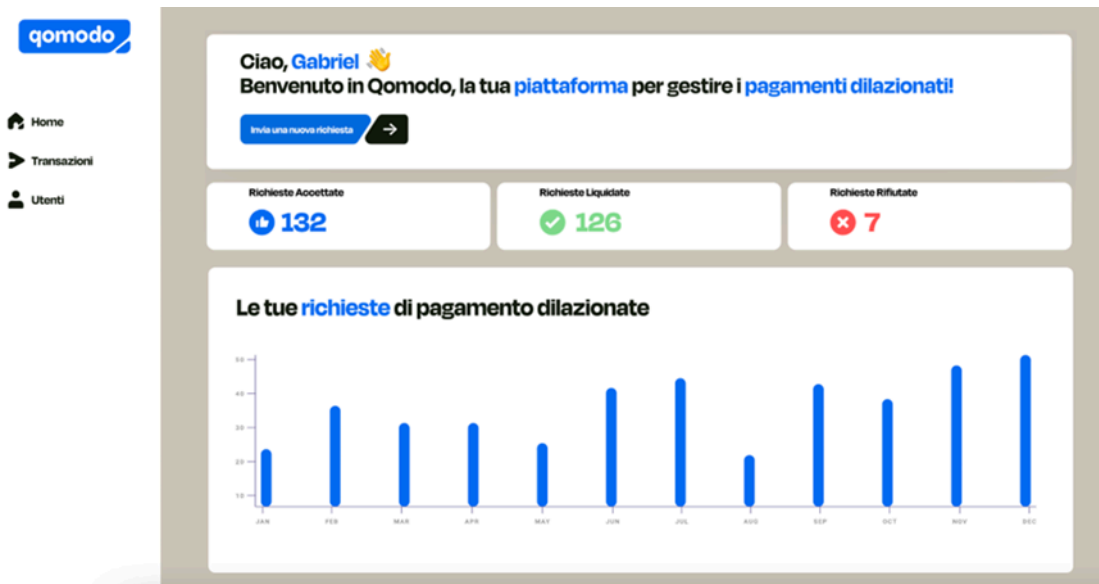 qomodo
Home
Transazioni
Utenti
Ciao, Gabriel 👋
Benvenuto in Qomodo, la tua piattaforma per gestire i pagamenti dilazionati!
Invia una nuova richiesta
Richieste Accettate
132
Richieste Liquidate
126
Richieste Rifiutate
7
Le tue richieste di pagamento dilazionate
50
40
30
20
10
JAN FEB MAR APR MAY JUN JUL AUG SEP OCT NOV DEC